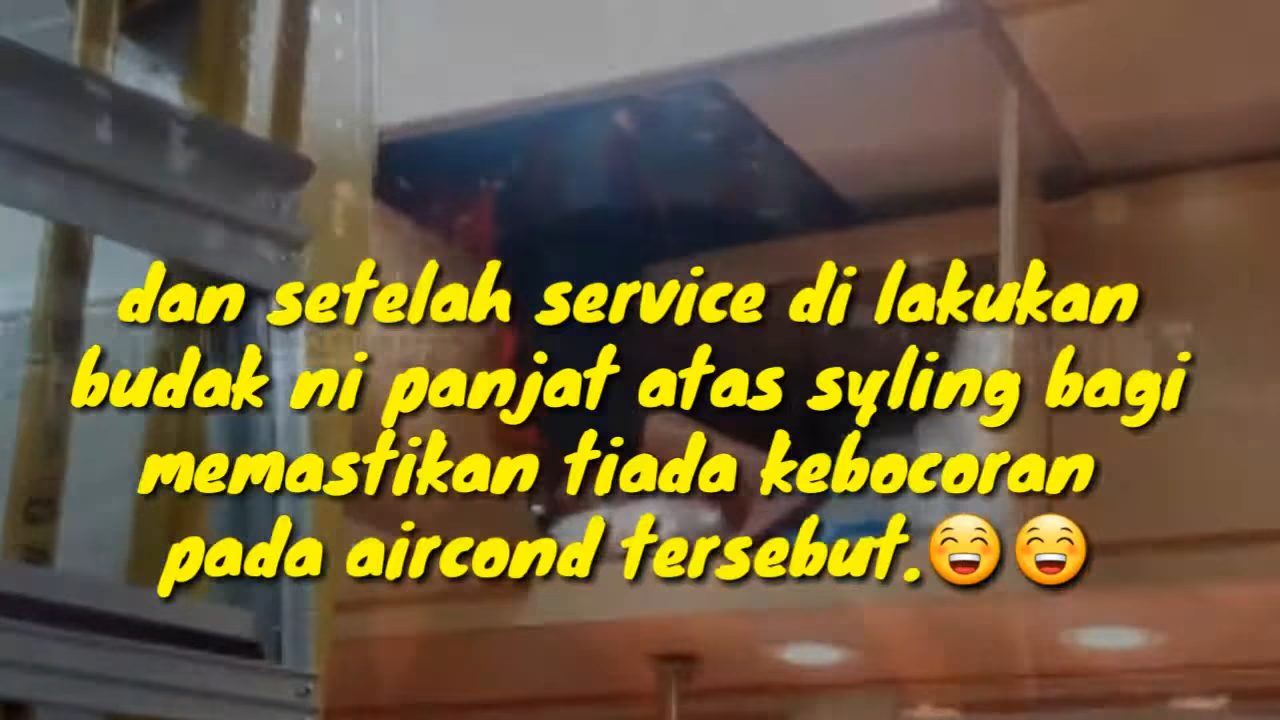 dan setelah service di lakukan
budak ni panjat atas syling bagi
memastikan tiada kebocoran
pada aircond tersebut.😁😁